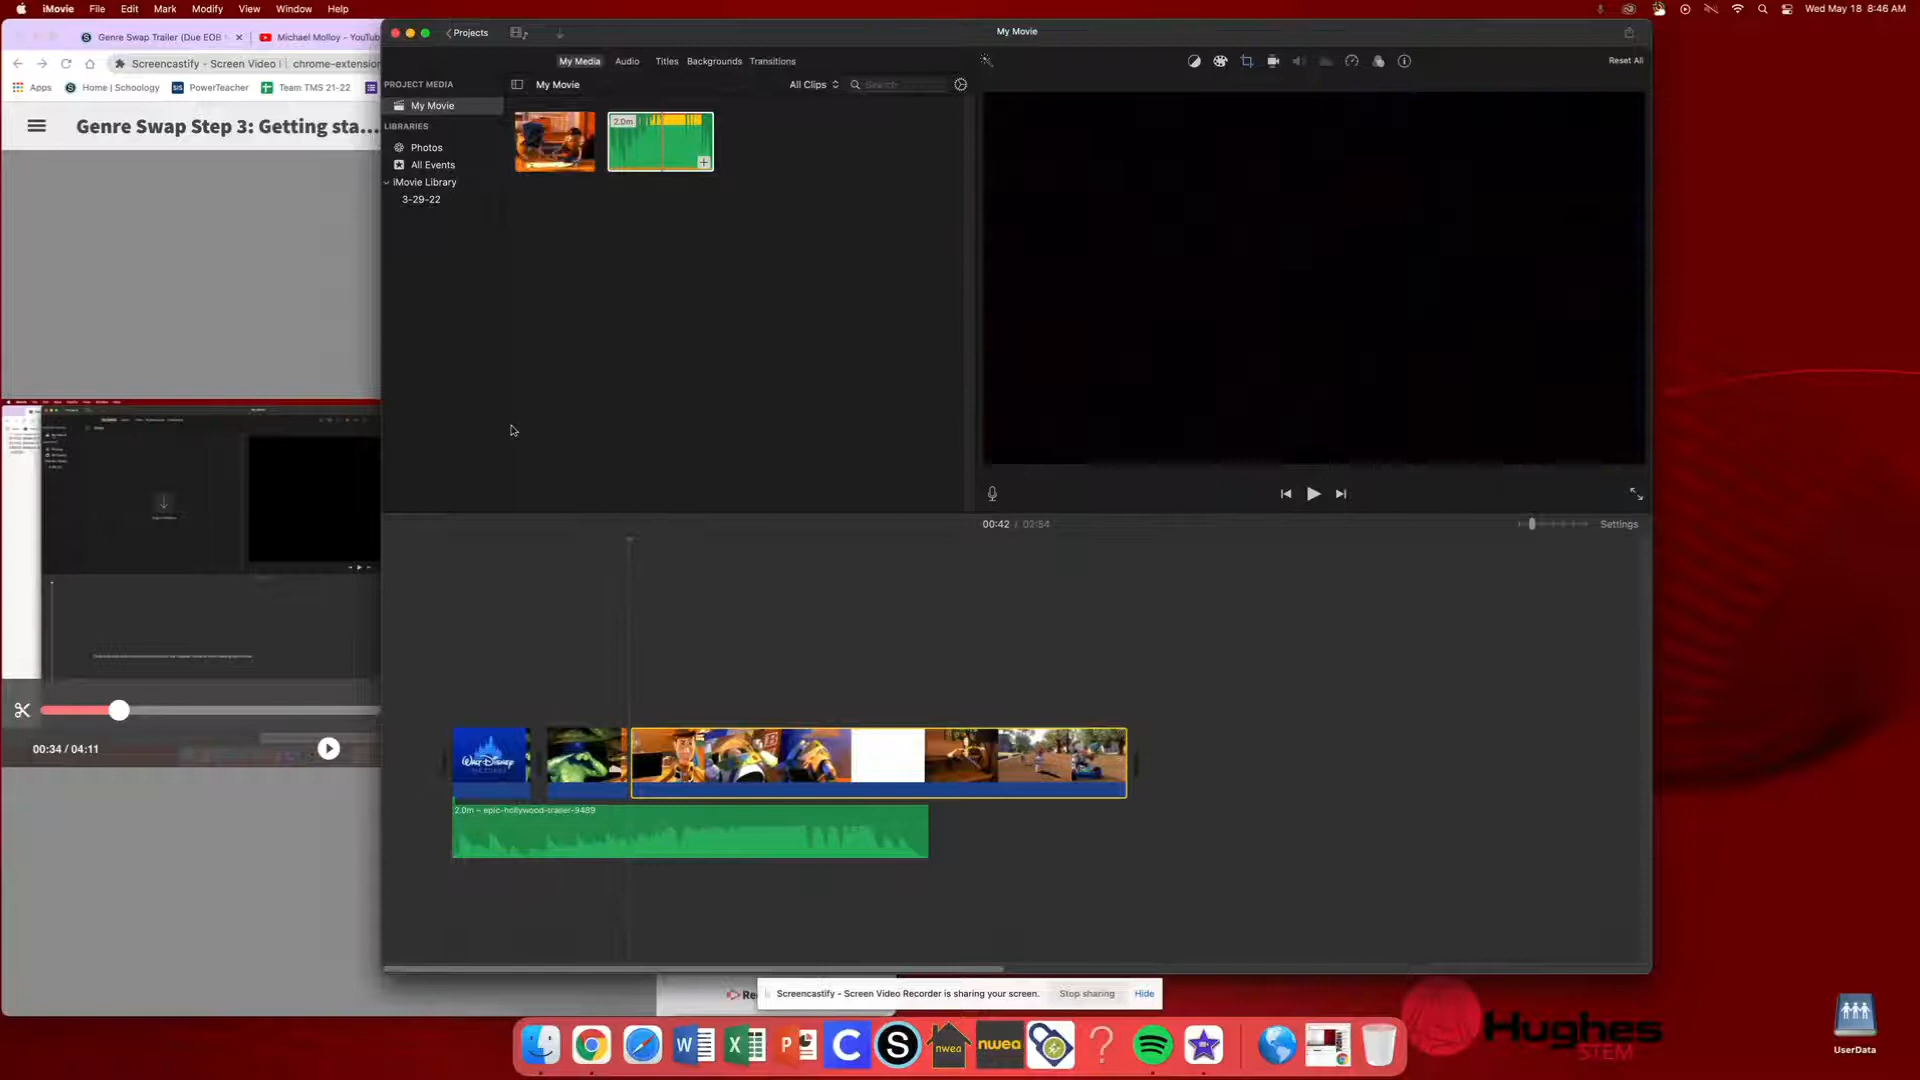 iMovie File Edit Mark Modify View Window Help
Wed May 18 8:46 AM
Genre Swap Trailer (Due EOB
Michael Molloy - YouTub
Projects
My Movie
Screencastify - Screen Video
chrome-extension
My Media Audio Titles Backgrounds Transitions
Reset All
Apps Home | Schoology PowerTeacher Team TMS 21-22
PROJECT MEDIA
My Movie
All Clips
Search
My Movie
Genre Swap Step 3: Getting sta...
LIBRARIES
2.0m
Photos
All Events
iMovie Library
3-29-22
00:42 / 02:54
Settings
00:34 / 04:11
WALT DISNEY
2.0m – epic-hollywood-trailer-9489
Screencastify - Screen Video Recorder is sharing your screen.
Stop sharing
Hide
nwea
nwea
Hughes
STEM
UserData